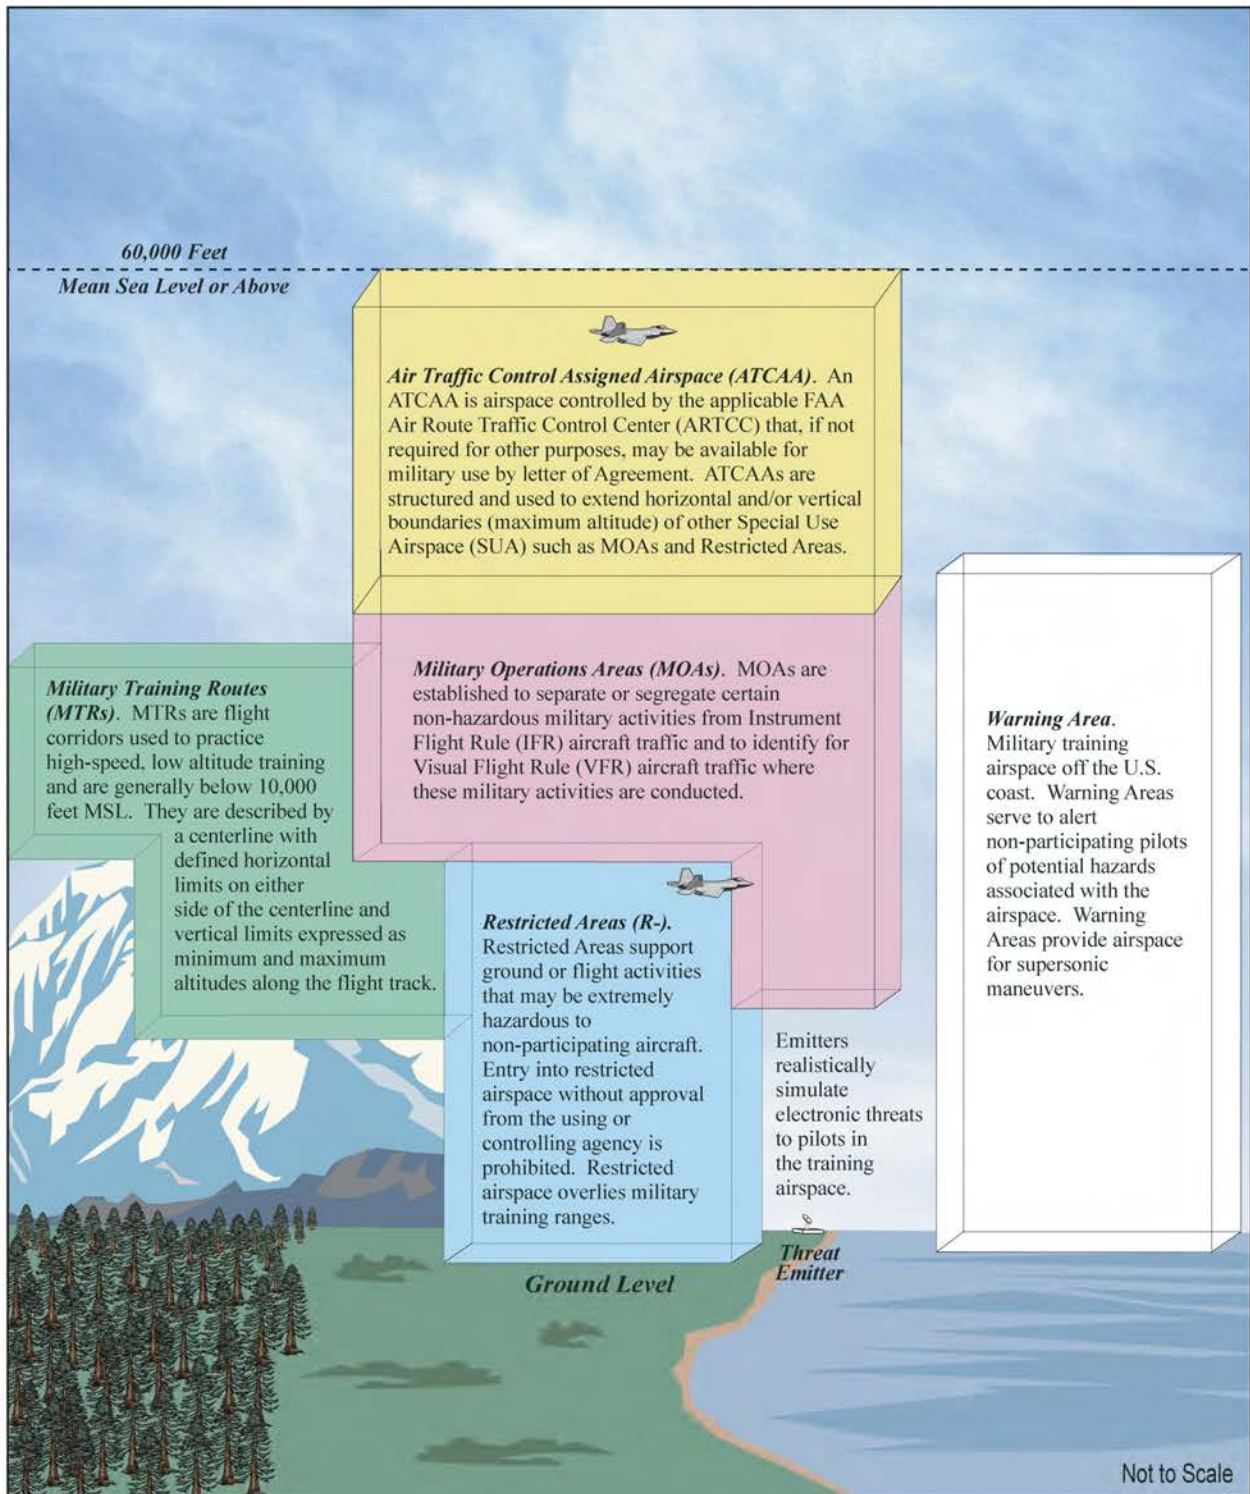 60,000 Feet
Mean Sea Level or Above
Air Traffic Control Assigned Airspace (ATCAA). An
ATCAA is airspace controlled by the applicable FAA
Air Route Traffic Control Center (ARTCC) that, if not
required for other purposes, may be available for
military use by letter of Agreement. ATCAAs are
structured and used to extend horizontal and/or vertical
boundaries (maximum altitude) of other Special Use
Airspace (SUA) such as MOAs and Restricted Areas.
Military Training Routes
(MTRs). MTRs are flight
corridors used to practice
high-speed, low altitude training
and are generally below 10,000
feet MSL. They are described by
a centerline with
defined horizontal
limits on either
side of the centerline and
vertical limits expressed as
minimum and maximum
altitudes along the flight track.
Military Operations Areas (MOAs). MOAs are
established to separate or segregate certain
non-hazardous military activities from Instrument
Flight Rule (IFR) aircraft traffic and to identify for
Visual Flight Rule (VFR) aircraft traffic where
these military activities are conducted.
Warning Area.
Military training
airspace off the U.S.
coast. Warning Areas
serve to alert
non-participating pilots
of potential hazards
associated with the
airspace. Warning
Areas provide airspace
for supersonic
maneuvers.
Restricted Areas (R-).
Restricted Areas support
ground or flight activities
that may be extremely
hazardous to
non-participating aircraft.
Entry into restricted
airspace without approval
from the using or
controlling agency is
prohibited. Restricted
airspace overlies military
training ranges.
Emitters
realistically
simulate
electronic threats
to pilots in
the training
airspace.
Threat
Emitter
Ground Level
Not to Scale